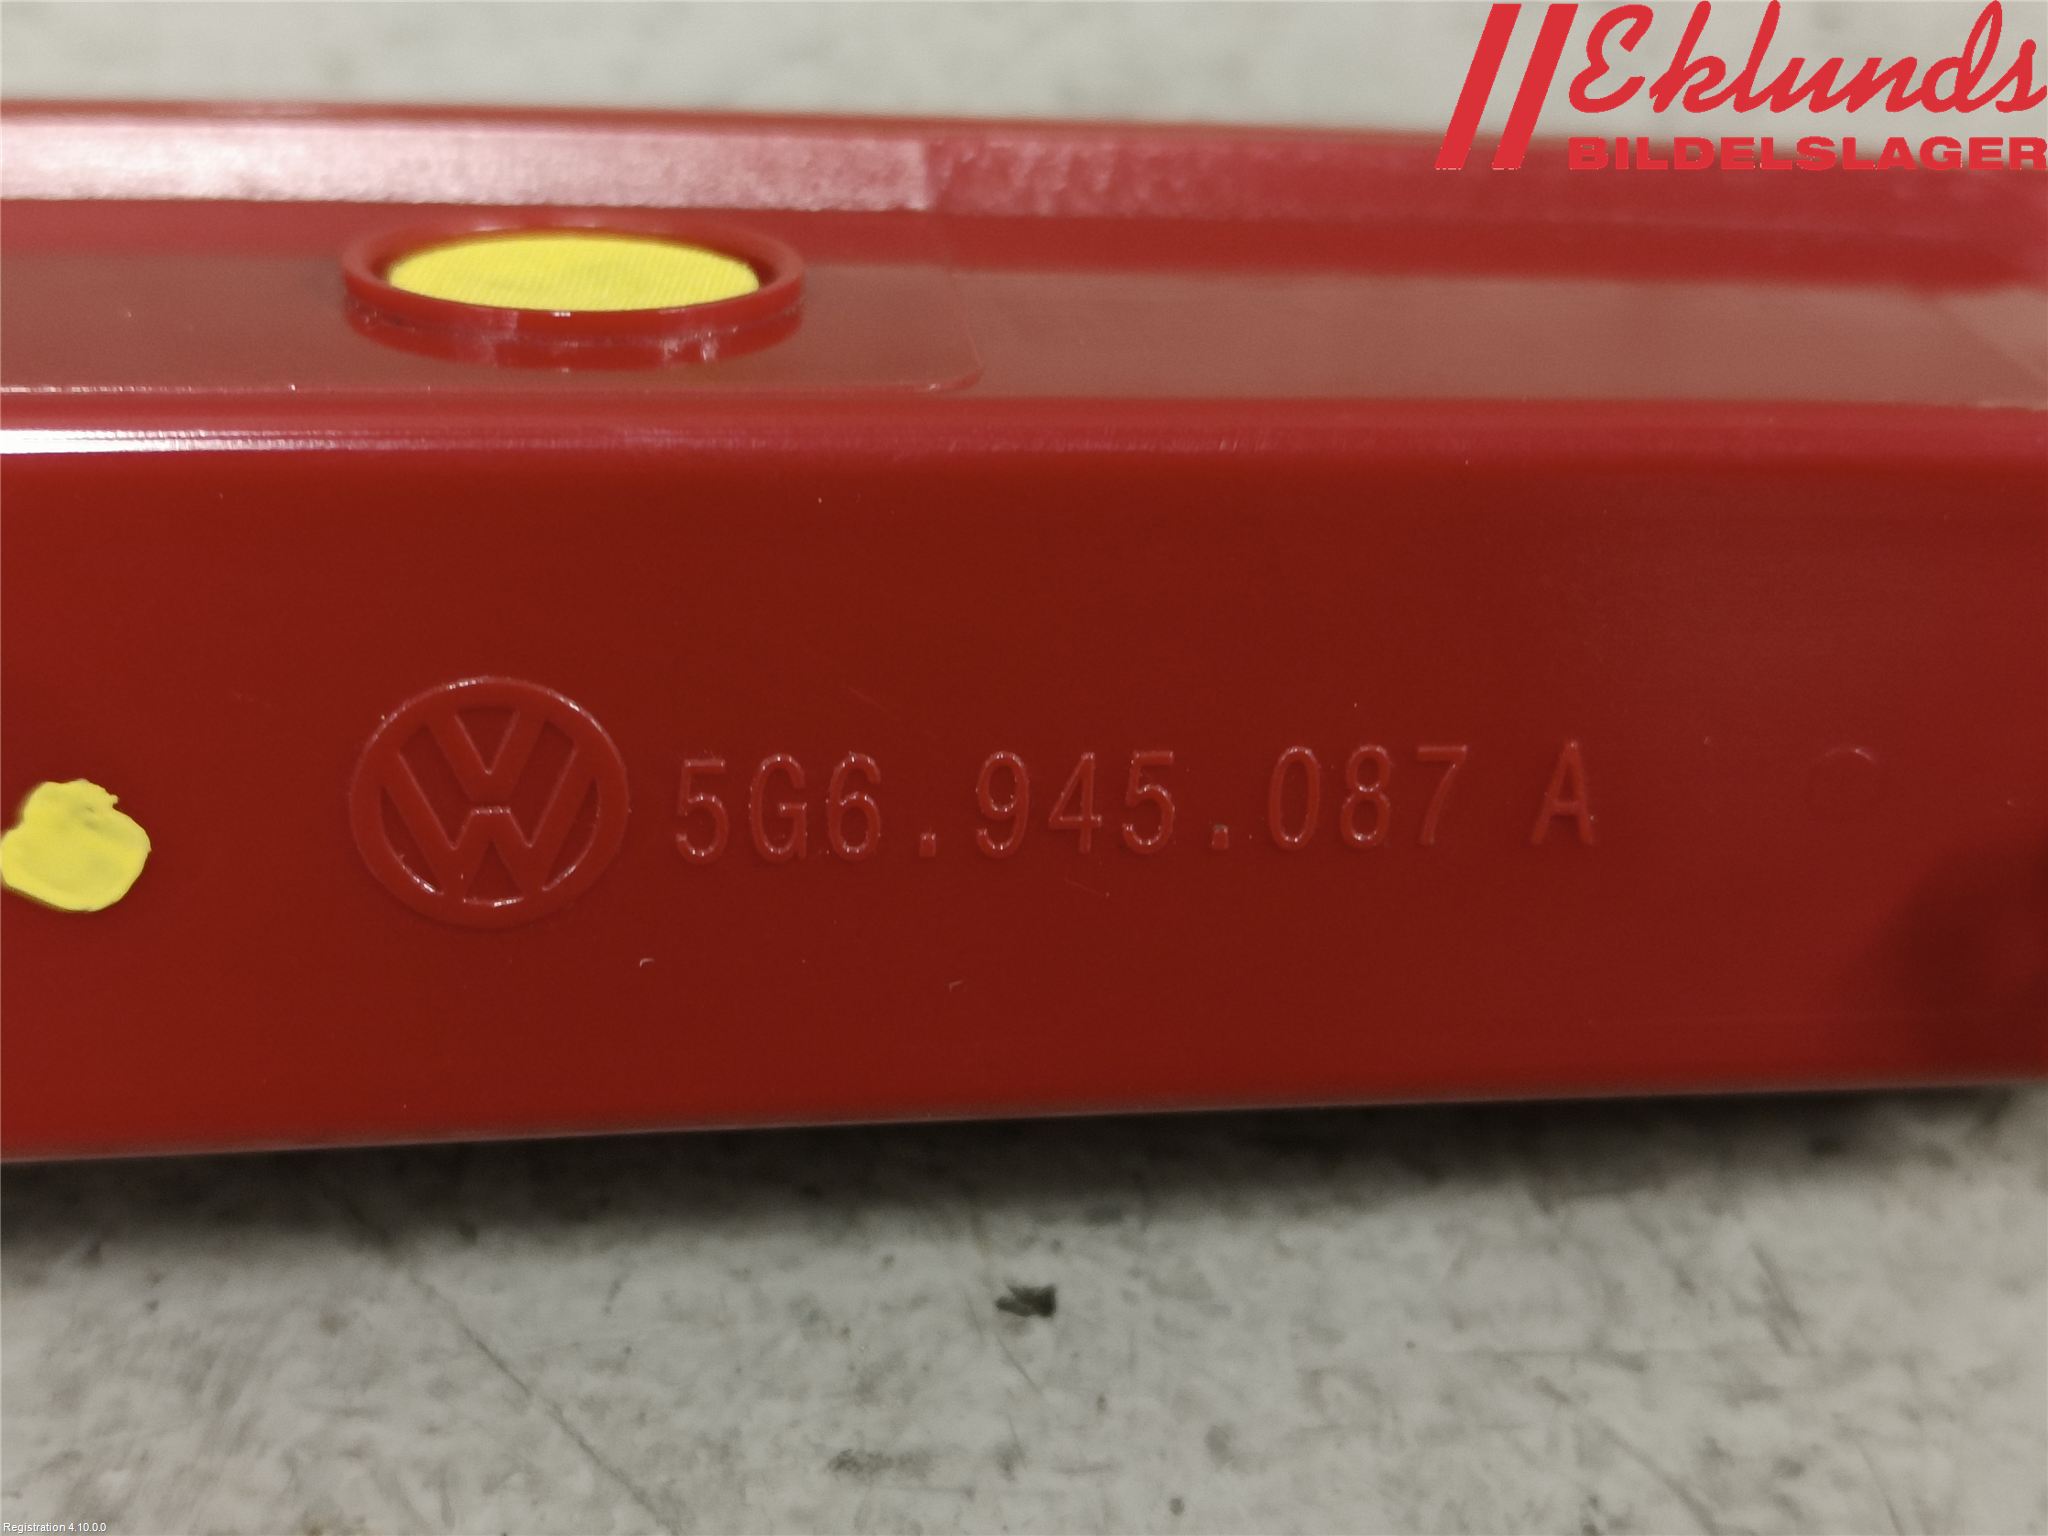 Eklunds
BILDELSLAGER
5G6.945.087 A
Registration 4.10.0.0